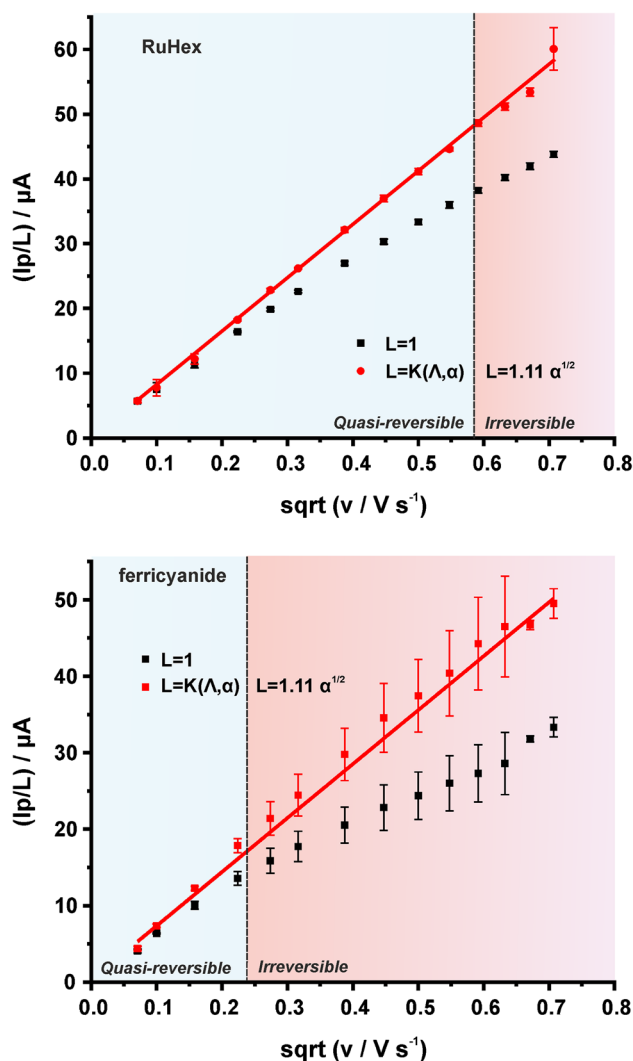 RuHex
(Ip/L) / µA
60
50
40
30
20
10
0
L=1
L=K(Λ,α) L=1.11 α^1/2
Quasi-reversible Irreversible
0.0 0.1 0.2 0.3 0.4 0.5 0.6 0.7 0.8
sqrt (v / V s⁻¹)
ferricyanide
(Ip/L) / µA
50
40
30
20
10
0
L=1
L=K(Λ,α) L=1.11 α^1/2
Quasi-reversible Irreversible
0.0 0.1 0.2 0.3 0.4 0.5 0.6 0.7 0.8
sqrt (v / V s⁻¹)